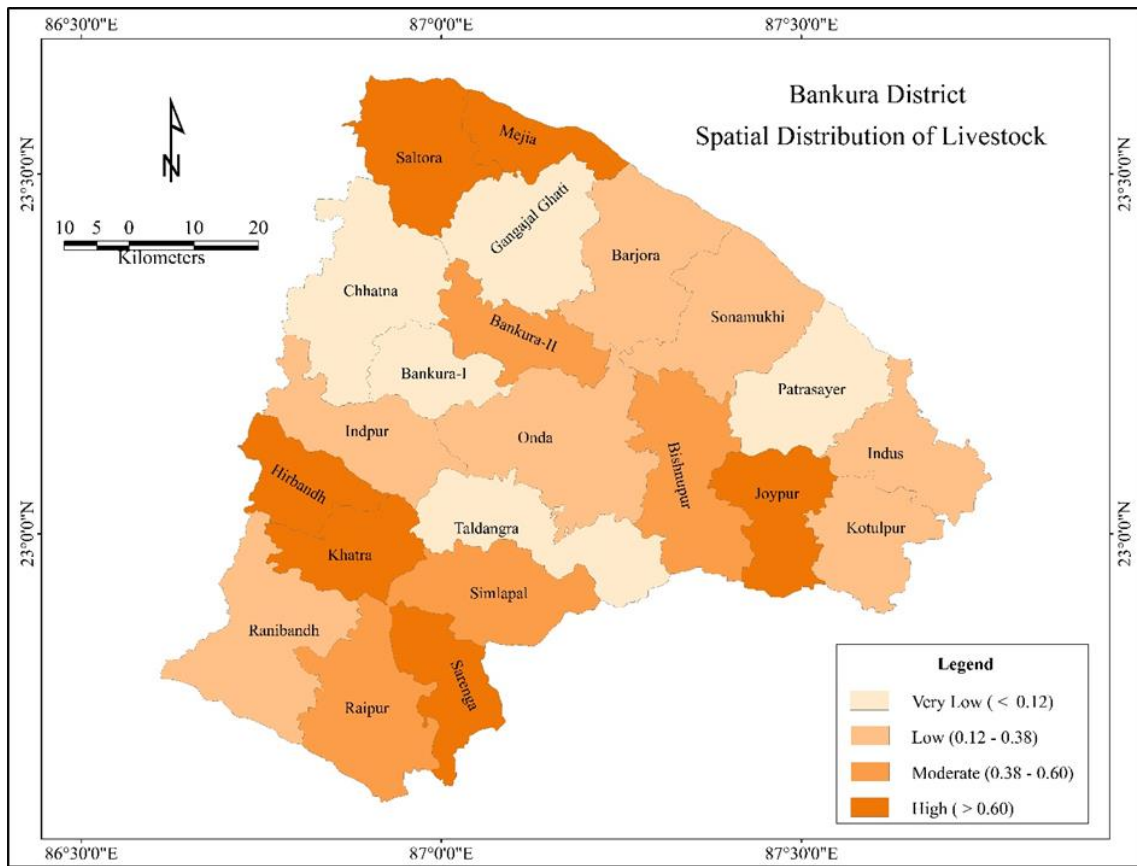 86°30'0"E
87°0'0"E
87°30'0"E
Bankura District
Spatial Distribution of Livestock
23°30'0"N
23°30'0"N
10 5 0 10 20
Kilometers
N
Mejia
Saltora
Gangajal Ghati
Barjora
Chhatna
Sonamukhi
Bankura-II
Bankura-I
Patrasayer
Indpur
Onda
Bishnupur
Indus
Hirbandh
Joypur
Kotulpur
Taldangra
Khatra
23°0'0"N
23°0'0"N
Simlapal
Ranibandh
Sarenga
Raipur
Legend
Very Low ( < 0.12)
Low (0.12 - 0.38)
Moderate (0.38 - 0.60)
High ( > 0.60)
86°30'0"E
87°0'0"E
87°30'0"E